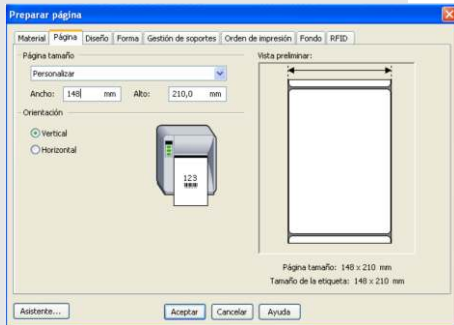 Preparar página
Material Página Diseño Forma Gestión de soportes Orden de impresión Fondo RFID
Página tamaño
Personalizar
Ancho: 148 mm Alto: 210,0 mm
Orientación
Vertical
Horizontal
123
Vista preliminar:
Página tamaño: 148 x 210 mm
Tamaño de la etiqueta: 148 x 210 mm
Asistente... Aceptar Cancelar Ayuda